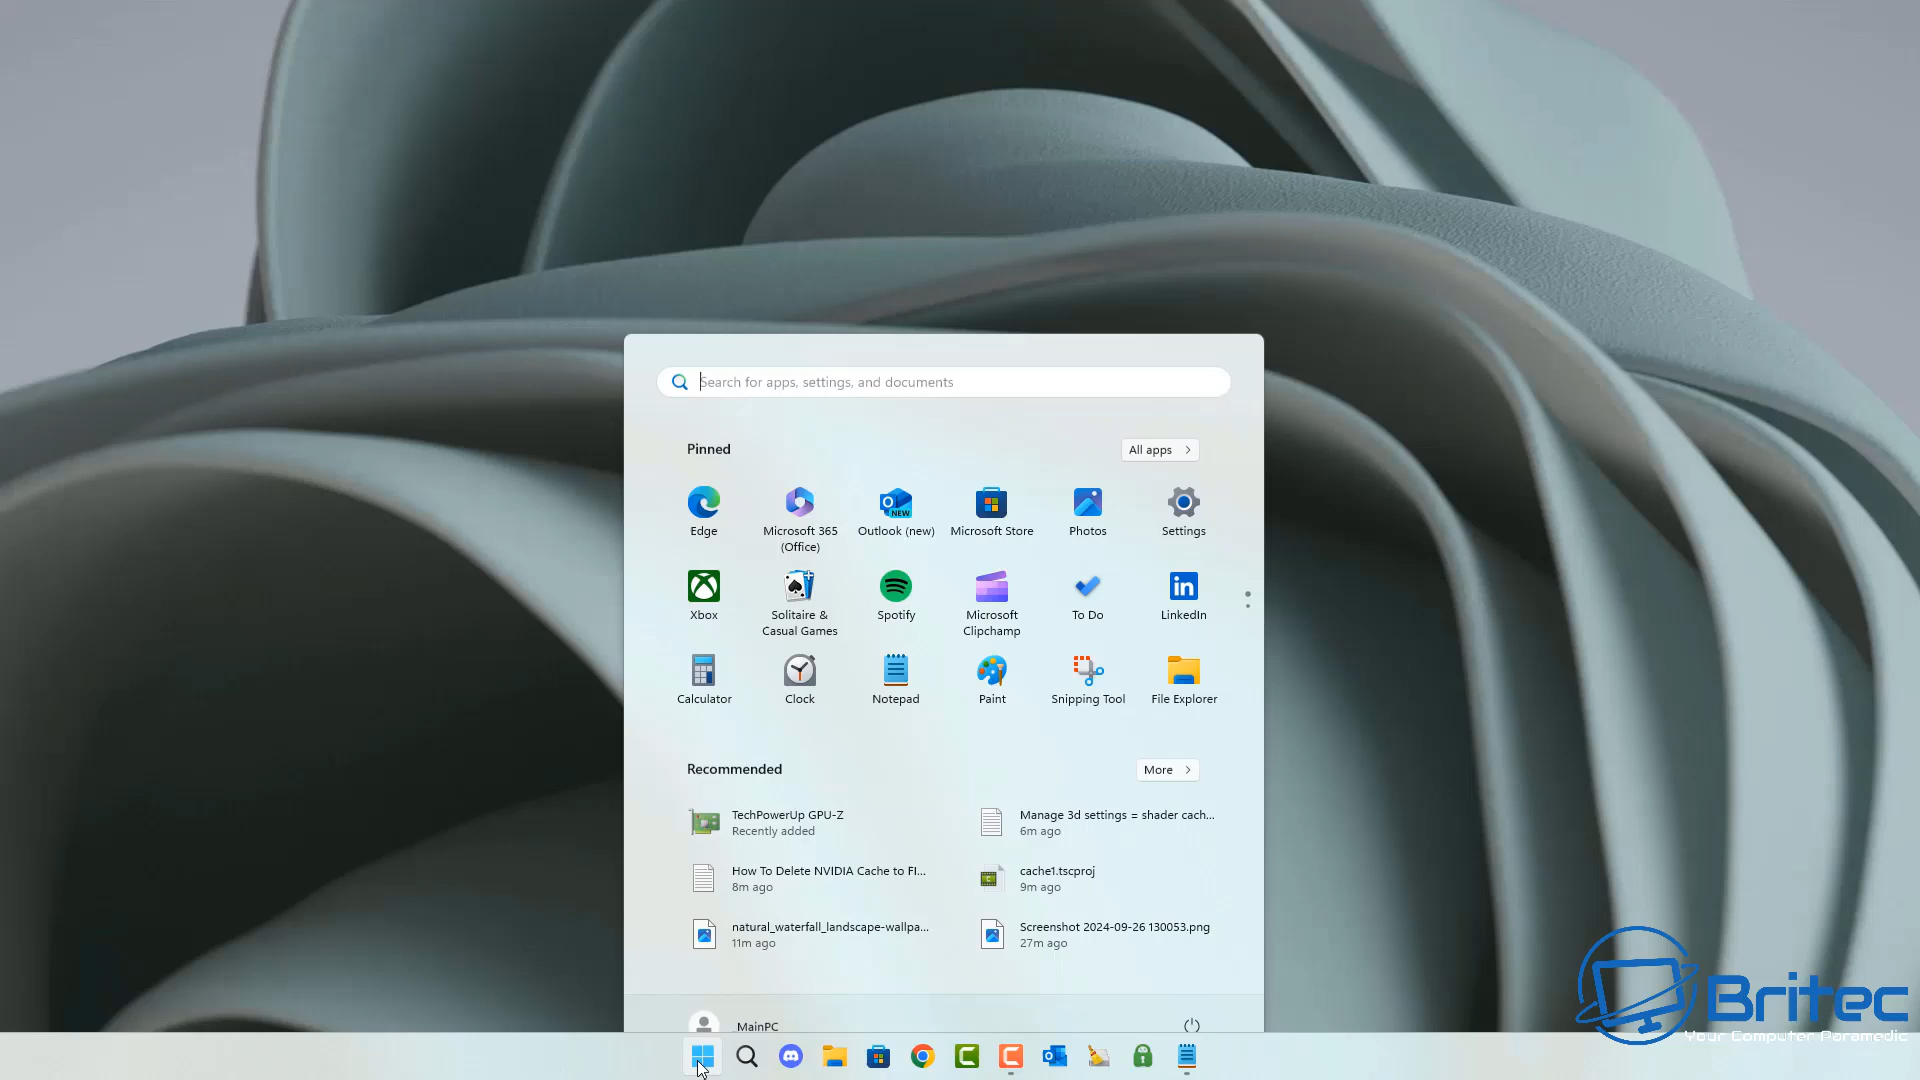 Search for apps, settings, and documents
Pinned
All apps
Edge
Microsoft 365
(Office)
Outlook (new)
Microsoft Store
Photos
Settings
Xbox
Solitaire &
Casual Games
Spotify
Microsoft
Clipchamp
To Do
LinkedIn
Calculator
Clock
Notepad
Paint
Snipping Tool
File Explorer
Recommended
More
TechPowerUp GPU-Z
Recently added
Manage 3d settings = shader cach...
6m ago
How To Delete NVIDIA Cache to FI...
8m ago
cache1.tscproj
9m ago
natural_waterfall_landscape-wallpa...
11m ago
Screenshot 2024-09-26 130053.png
27m ago
MainPC
Britec
Your Computer Paramedic